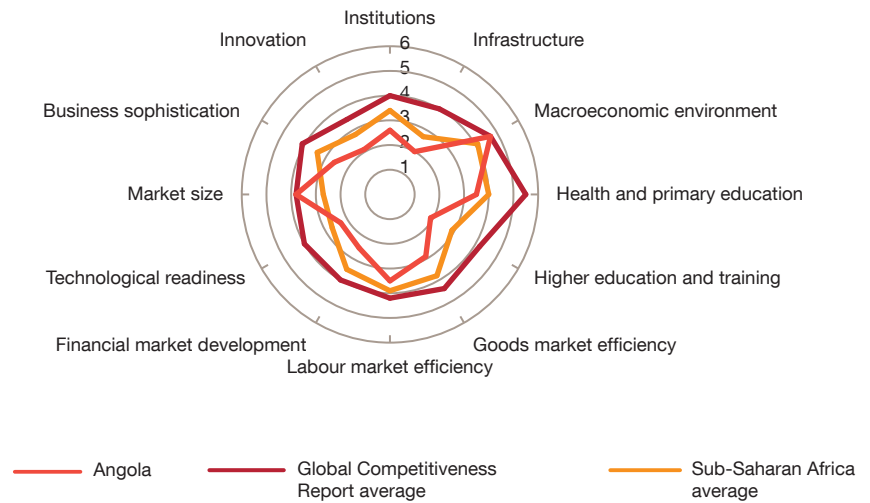 Institutions
Innovation
Infrastructure
6
5
4
3
2
1
Business sophistication
Macroeconomic environment
Market size
Health and primary education
Technological readiness
Higher education and training
Financial market development
Goods market efficiency
Labour market efficiency
Angola
Global Competitiveness
Report average
Sub-Saharan Africa
average